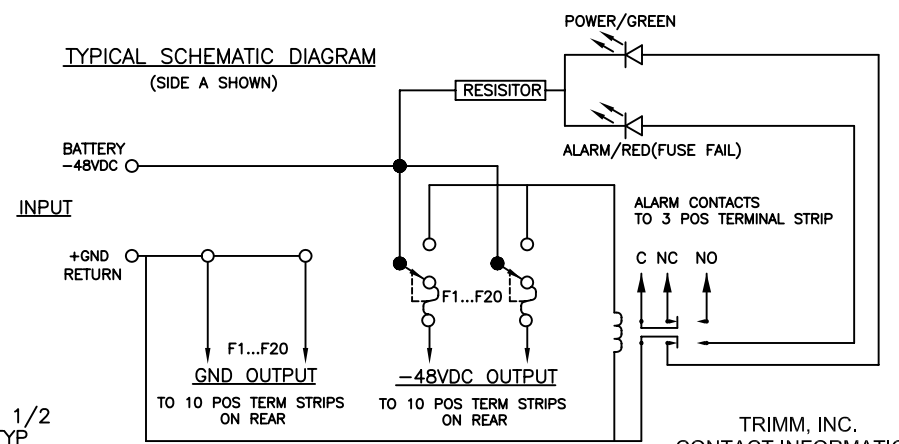 TYPICAL SCHEMATIC DIAGRAM
(SIDE A SHOWN)
POWER/GREEN
RESISITOR
ALARM/RED(FUSE FAIL)
BATTERY
-48VDC
INPUT
+GND
RETURN
ALARM CONTACTS
TO 3 POS TERMINAL STRIP
C NC NO
F1...F20
F1...F20
GND OUTPUT
TO 10 POS TERM STRIPS
ON REAR
-48VDC OUTPUT
TO 10 POS TERM STRIPS
ON REAR
1/2
TYP
TRIMM, INC.